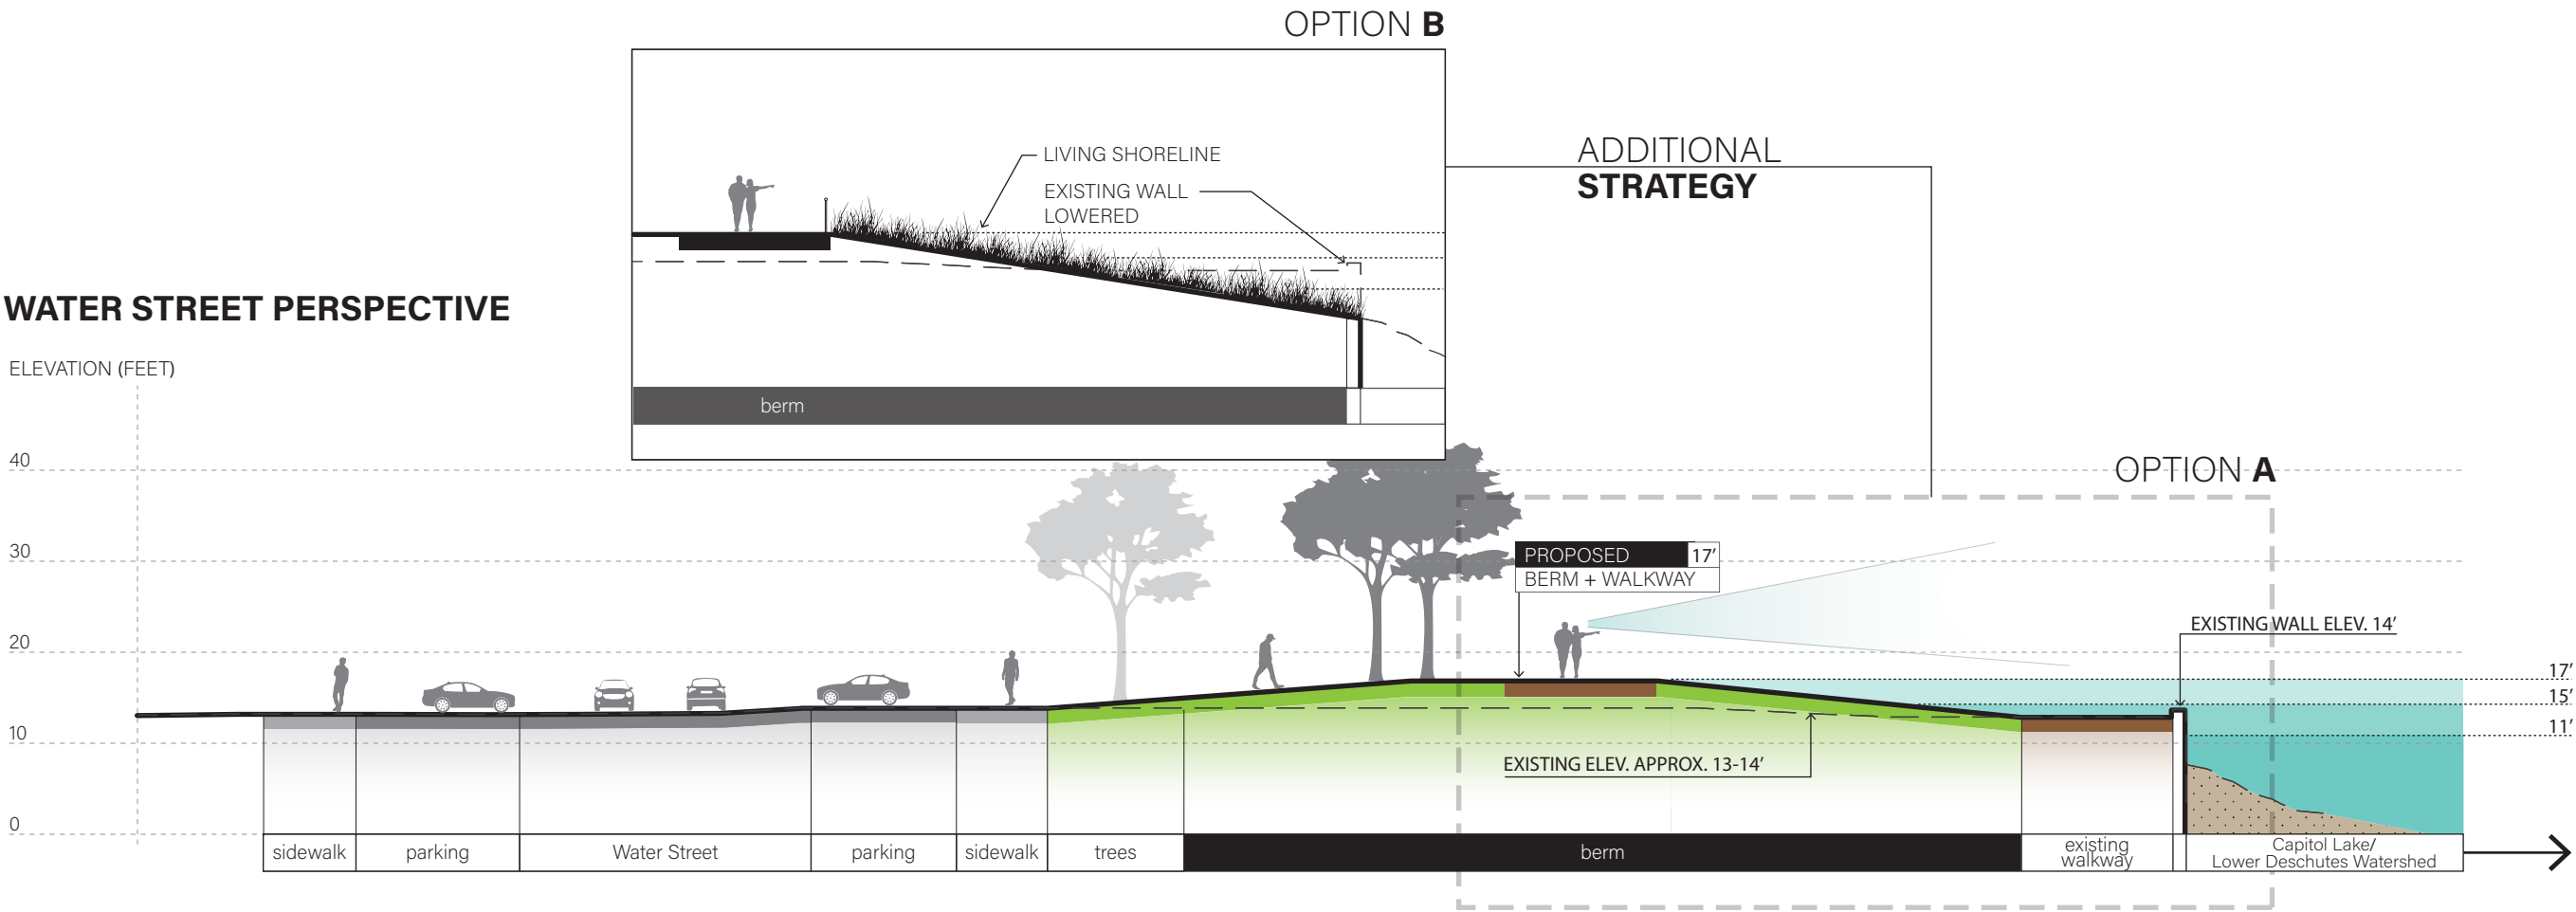 OPTION B
LIVING SHORELINE
EXISTING WALL
LOWERED
berm
ADDITIONAL
STRATEGY
WATER STREET PERSPECTIVE
ELEVATION (FEET)
40
30
20
10
0
OPTION A
PROPOSED 17'
BERM + WALKWAY
EXISTING WALL ELEV. 14'
17'
15'
11'
EXISTING ELEV. APPROX. 13-14'
sidewalk
parking
Water Street
parking
sidewalk
trees
berm
existing
walkway
Capitol Lake/
Lower Deschutes Watershed